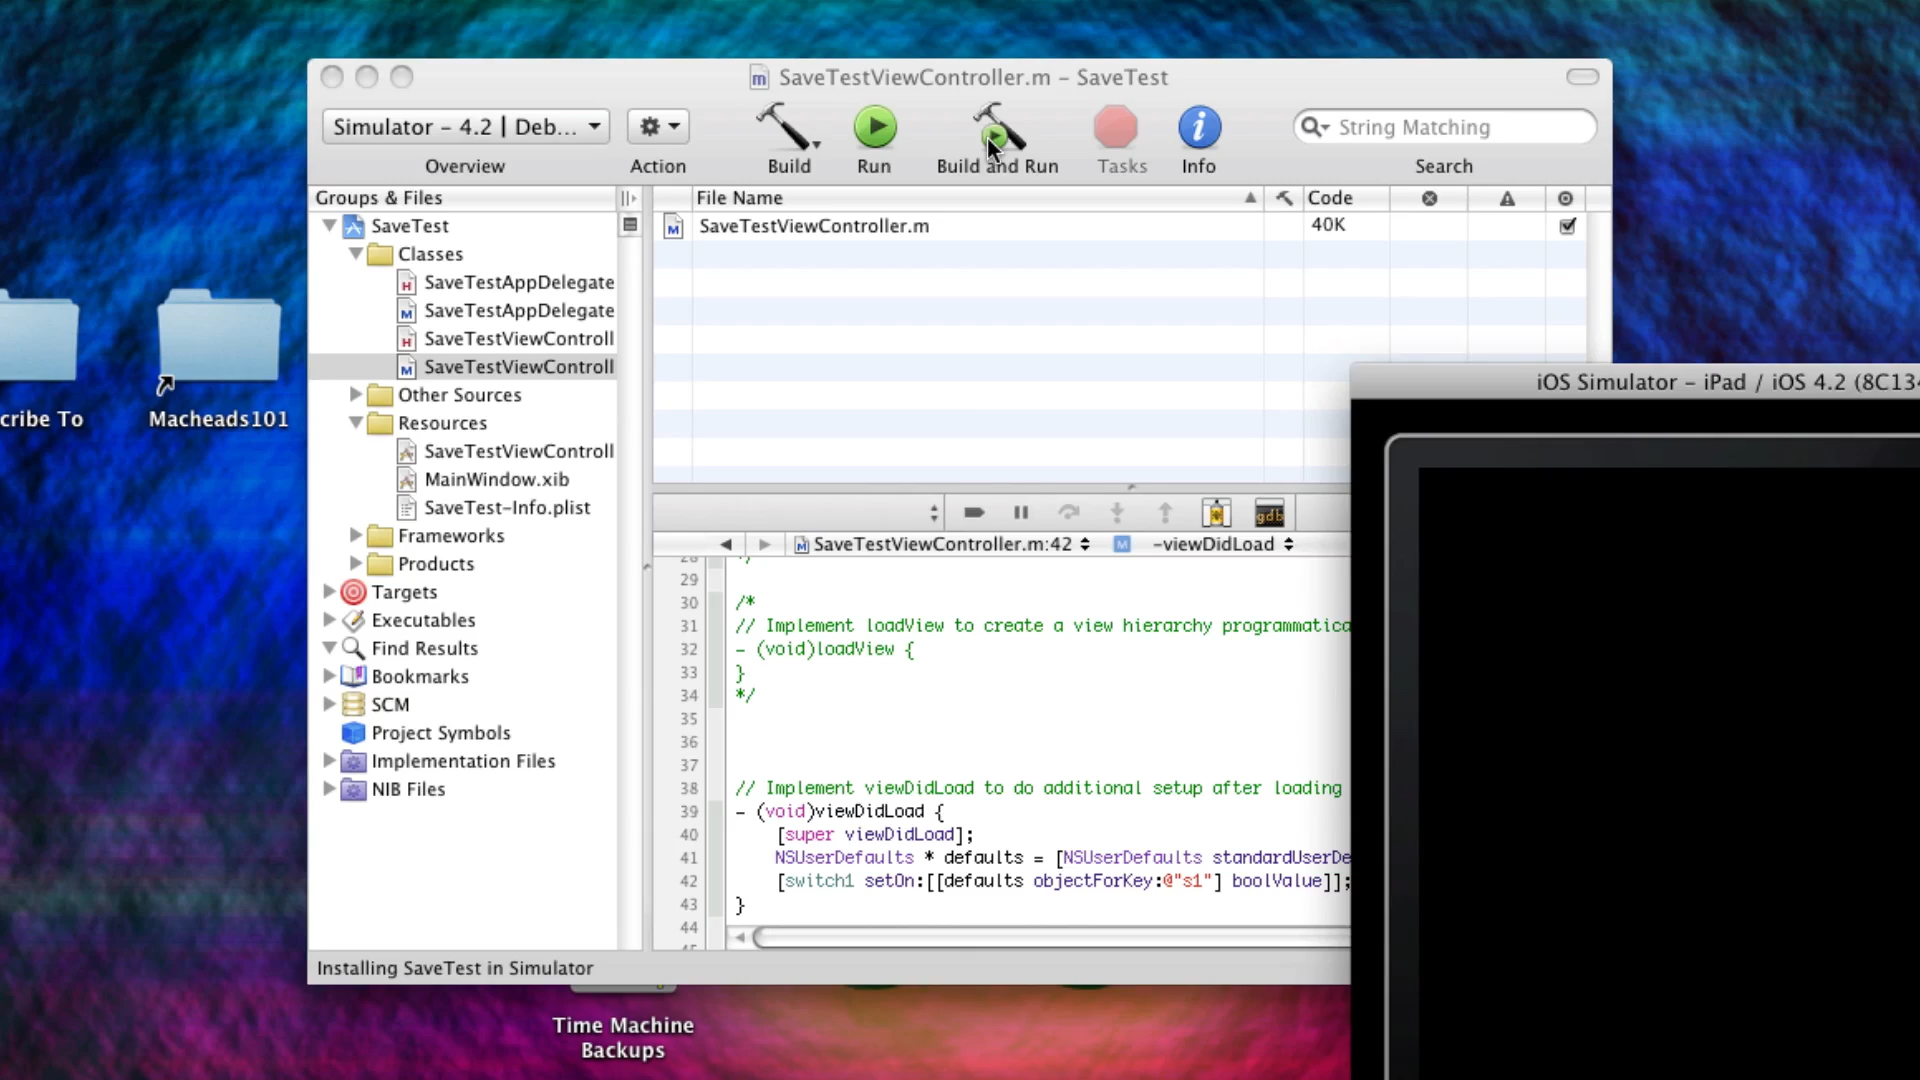 SaveTestViewController.m – SaveTest
Simulator – 4.2 | Deb...
String Matching
Overview
Action
Build
Run
Build and Run
Tasks
Info
Search
Groups & Files
File Name
Code
SaveTest
SaveTestViewController.m
40K
Classes
SaveTestAppDelegate
SaveTestAppDelegate
SaveTestViewControll
SaveTestViewControll
Other Sources
Resources
SaveTestViewControll
MainWindow.xib
SaveTest-Info.plist
Frameworks
Products
Targets
Executables
Find Results
Bookmarks
SCM
Project Symbols
Implementation Files
NIB Files
iOS Simulator – iPad / iOS 4.2 (8C134
gdb
SaveTestViewController.m:42
-viewDidLoad
28 */
29
30 /*
31 // Implement loadView to create a view hierarchy programmatica
32 - (void)loadView {
33 }
34 */
35
36
37
38 // Implement viewDidLoad to do additional setup after loading
39 - (void)viewDidLoad {
40 [super viewDidLoad];
41 NSUserDefaults * defaults = [NSUserDefaults standardUserDe
42 [switch1 setOn:[[defaults objectForKey:@"s1"] boolValue]];
43 }
44
Installing SaveTest in Simulator
cribe To
Macheads101
Time Machine
Backups